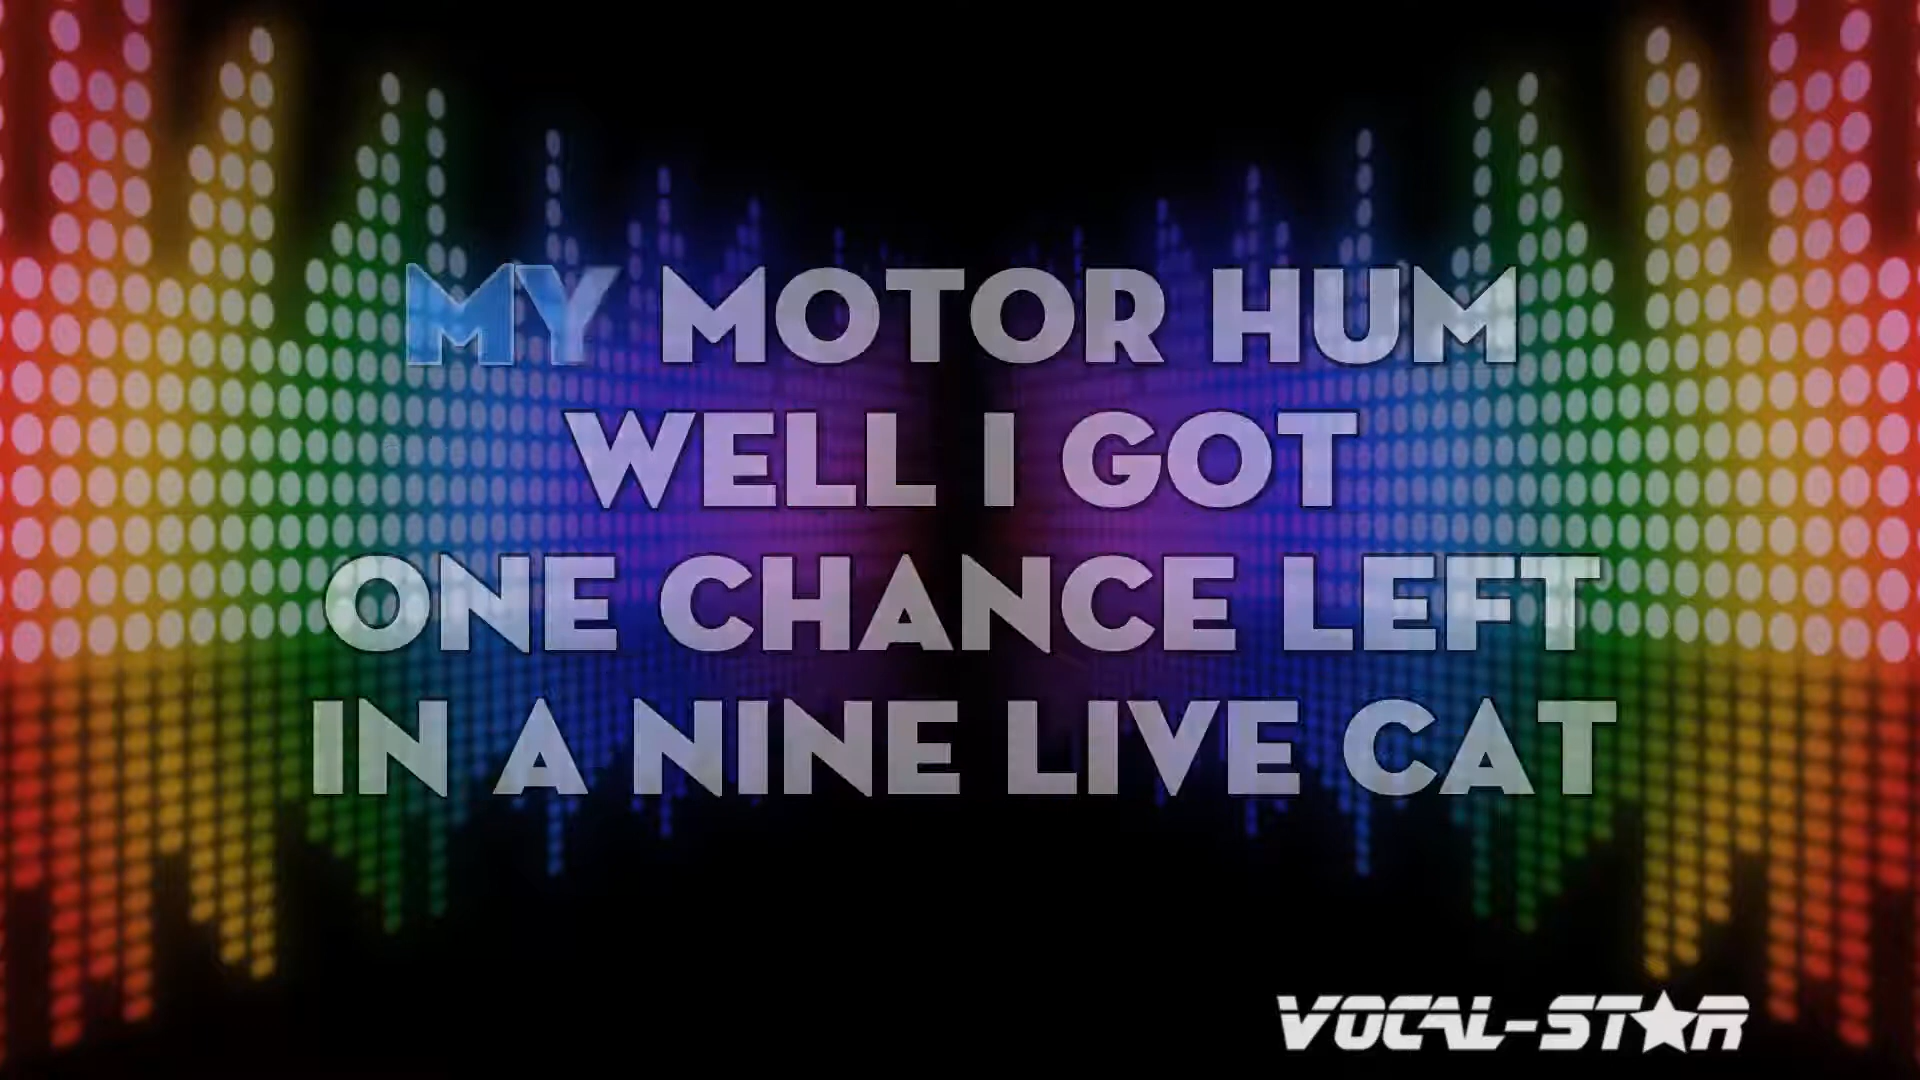 MY MOTOR HUM
WELL I GOT
ONE CHANCE LEFT
IN A NINE LIVE CAT
VOCAL-STAR